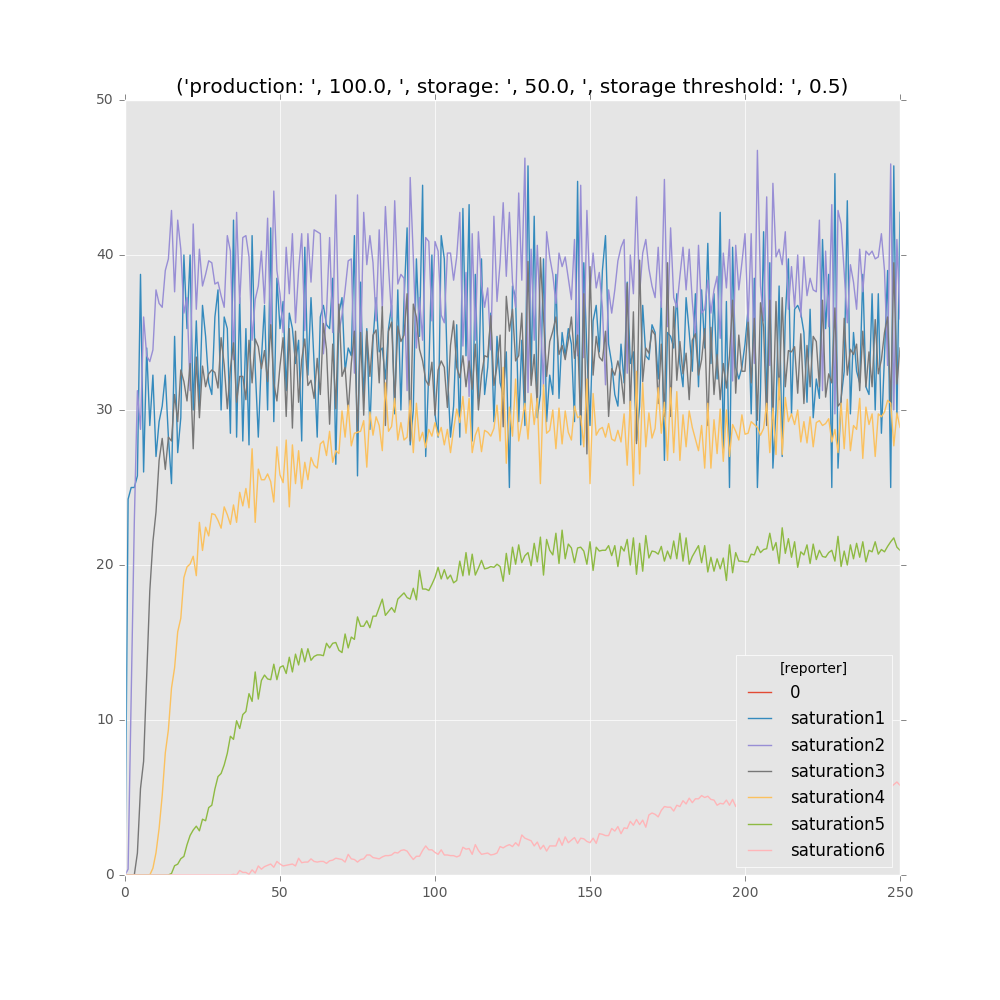 ('production: ', 100.0, ', storage: ', 50.0, ', storage threshold: ', 0.5)
50
40
30
20
10
0
0 50 100 150 200 250
[reporter]
0
saturation1
saturation2
saturation3
saturation4
saturation5
saturation6